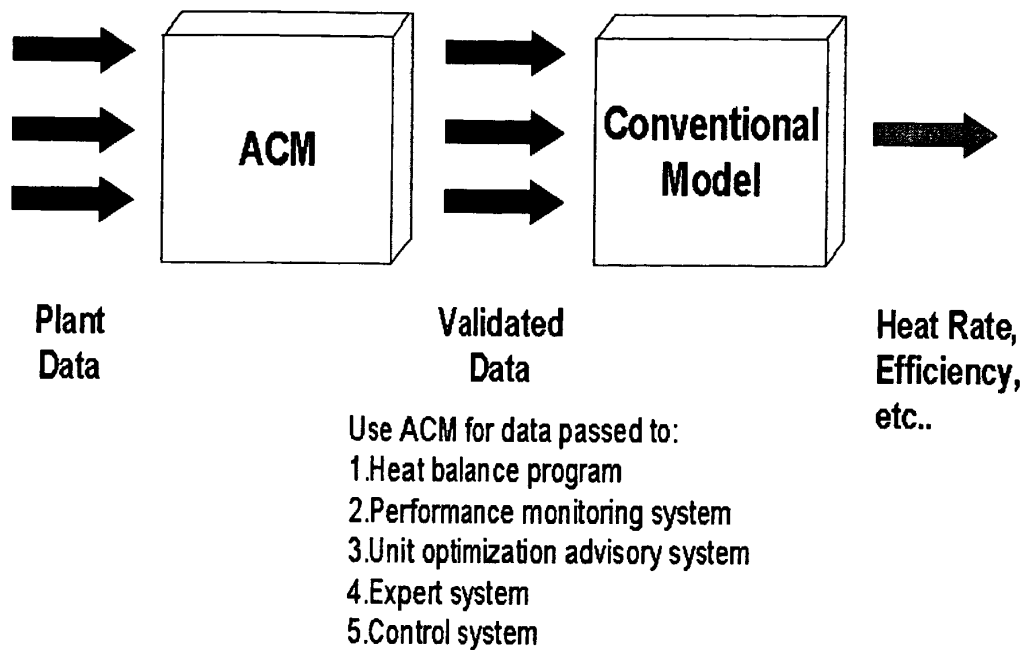 ACM
Conventional
Model
Plant
Data
Validated
Data
Heat Rate,
Efficiency,
etc..
Use ACM for data passed to:
1.Heat balance program
2.Performance monitoring system
3.Unit optimization advisory system
4.Expert system
5.Control system